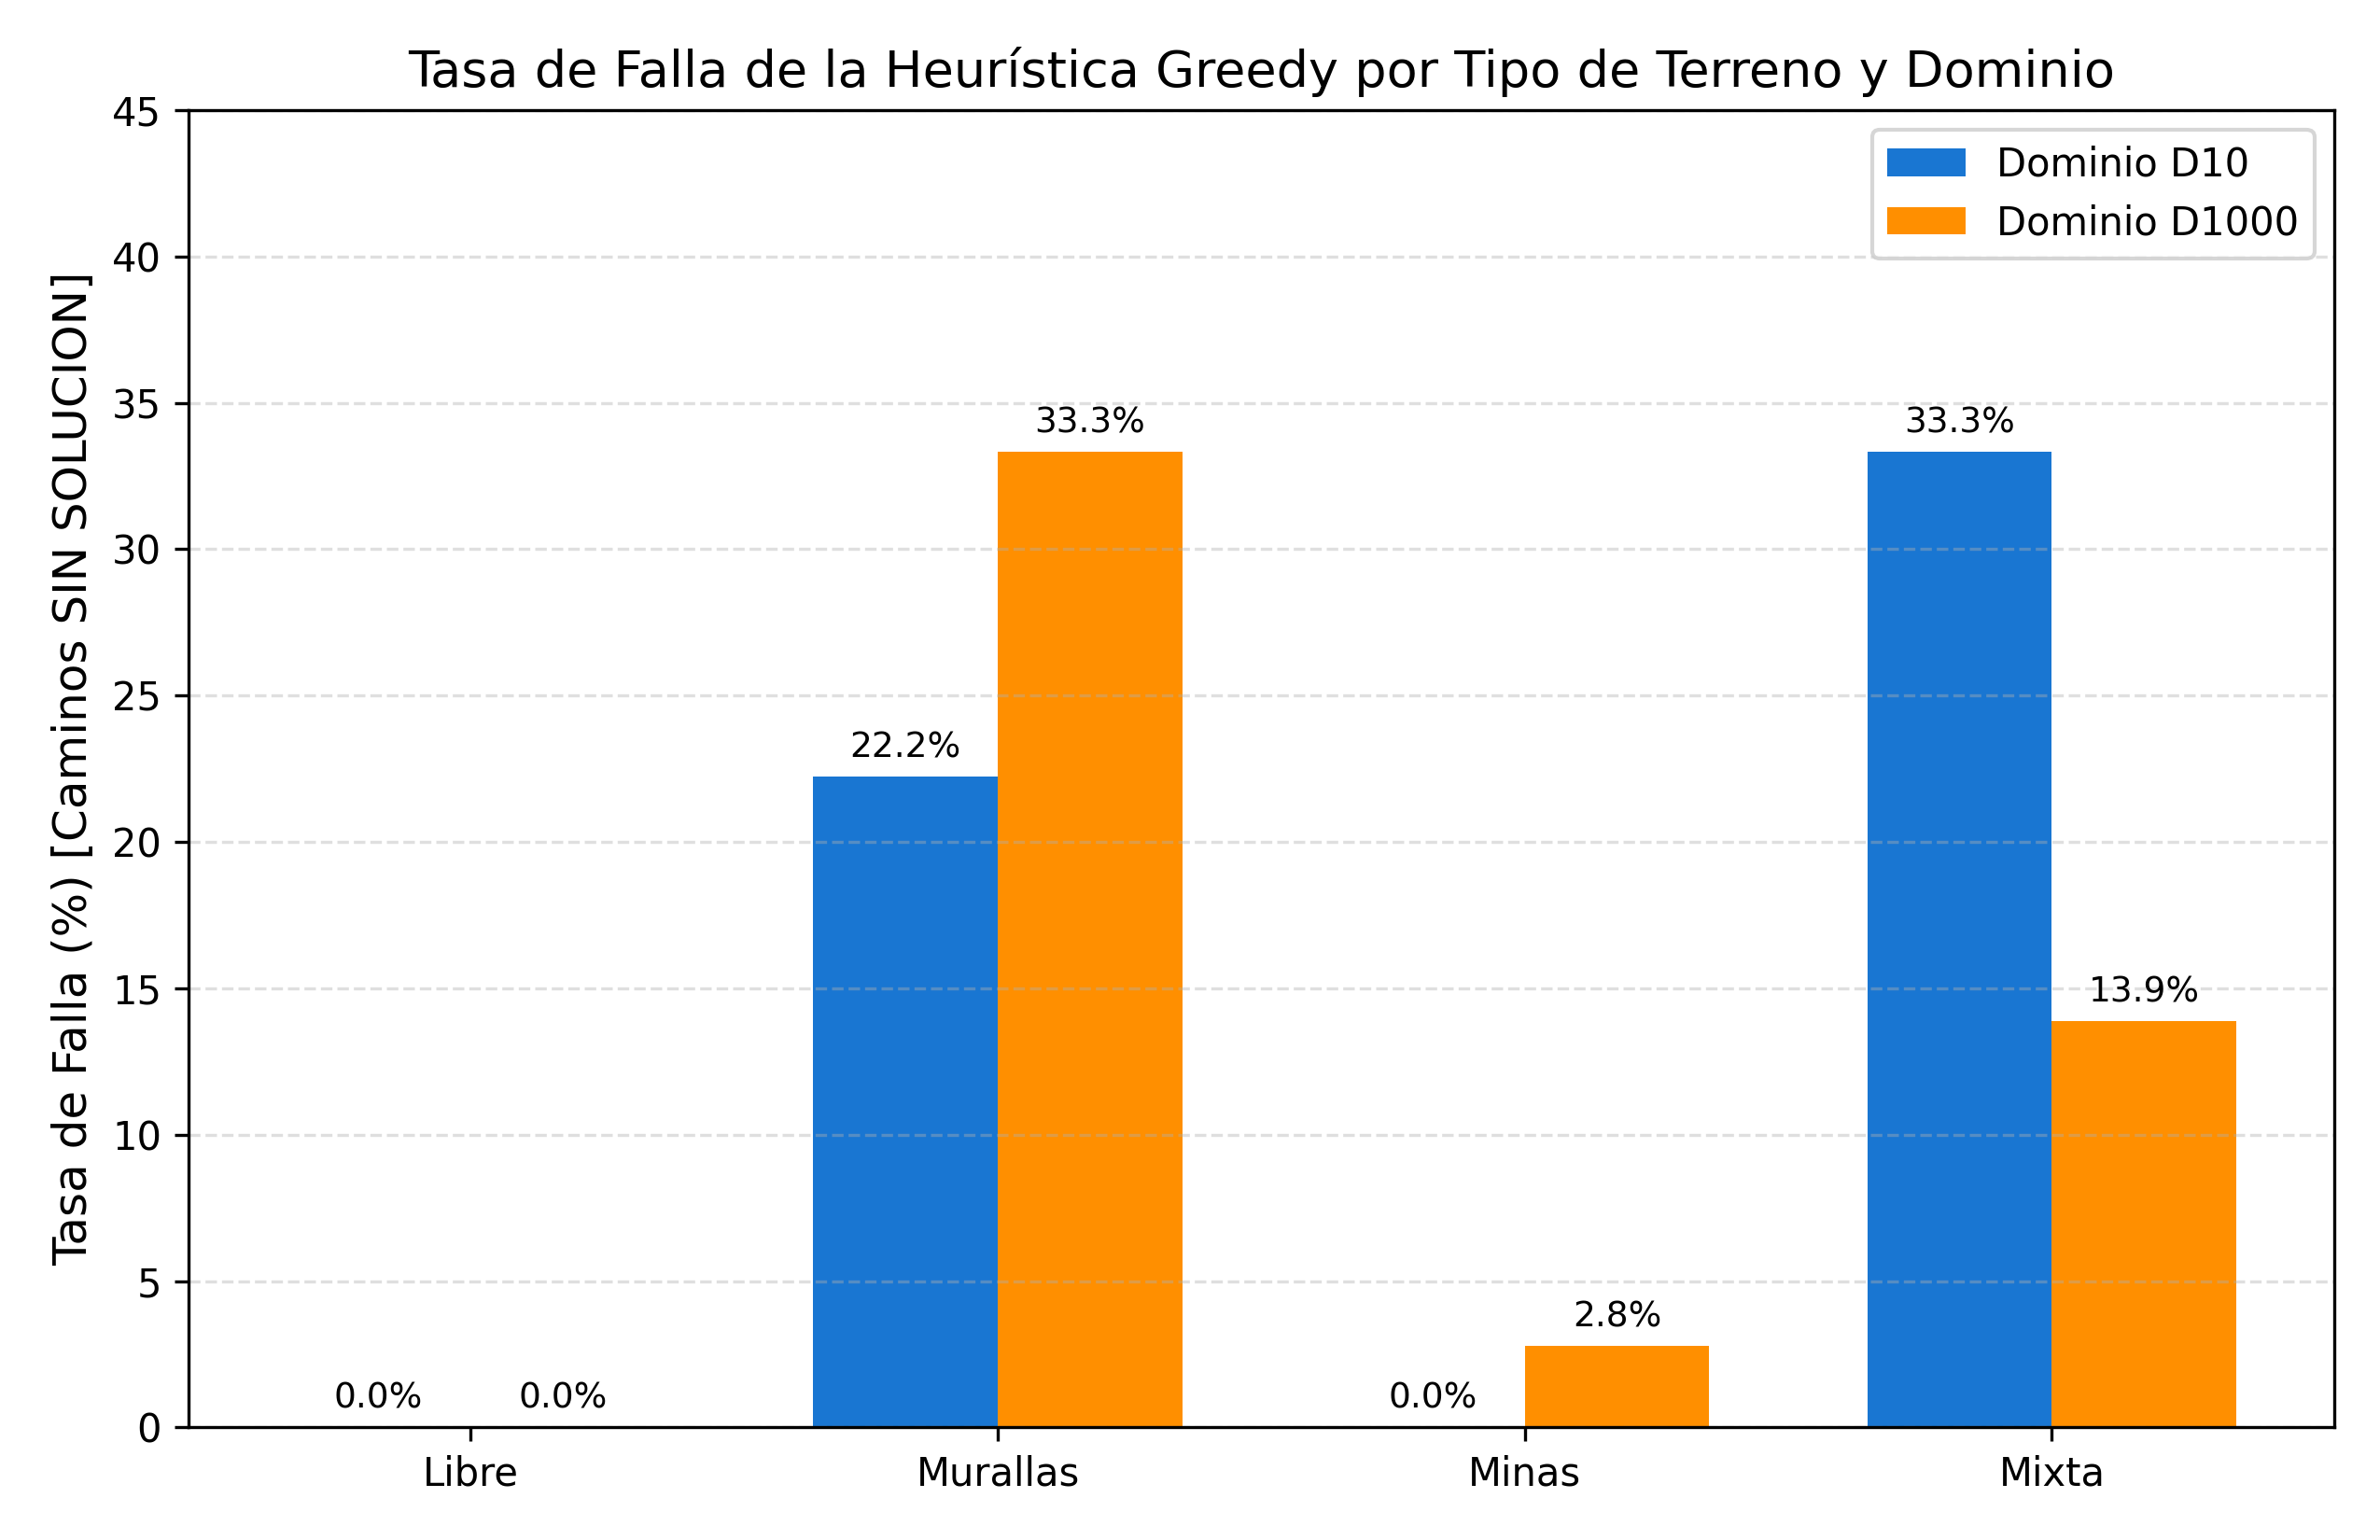 Tasa de Falla de la Heurística Greedy por Tipo de Terreno y Dominio
Tasa de Falla (%) [Caminos SIN SOLUCION]
45
40
35
30
25
20
15
10
5
0
Dominio D10
Dominio D1000
0.0%
0.0%
22.2%
33.3%
0.0%
2.8%
33.3%
13.9%
Libre
Murallas
Minas
Mixta